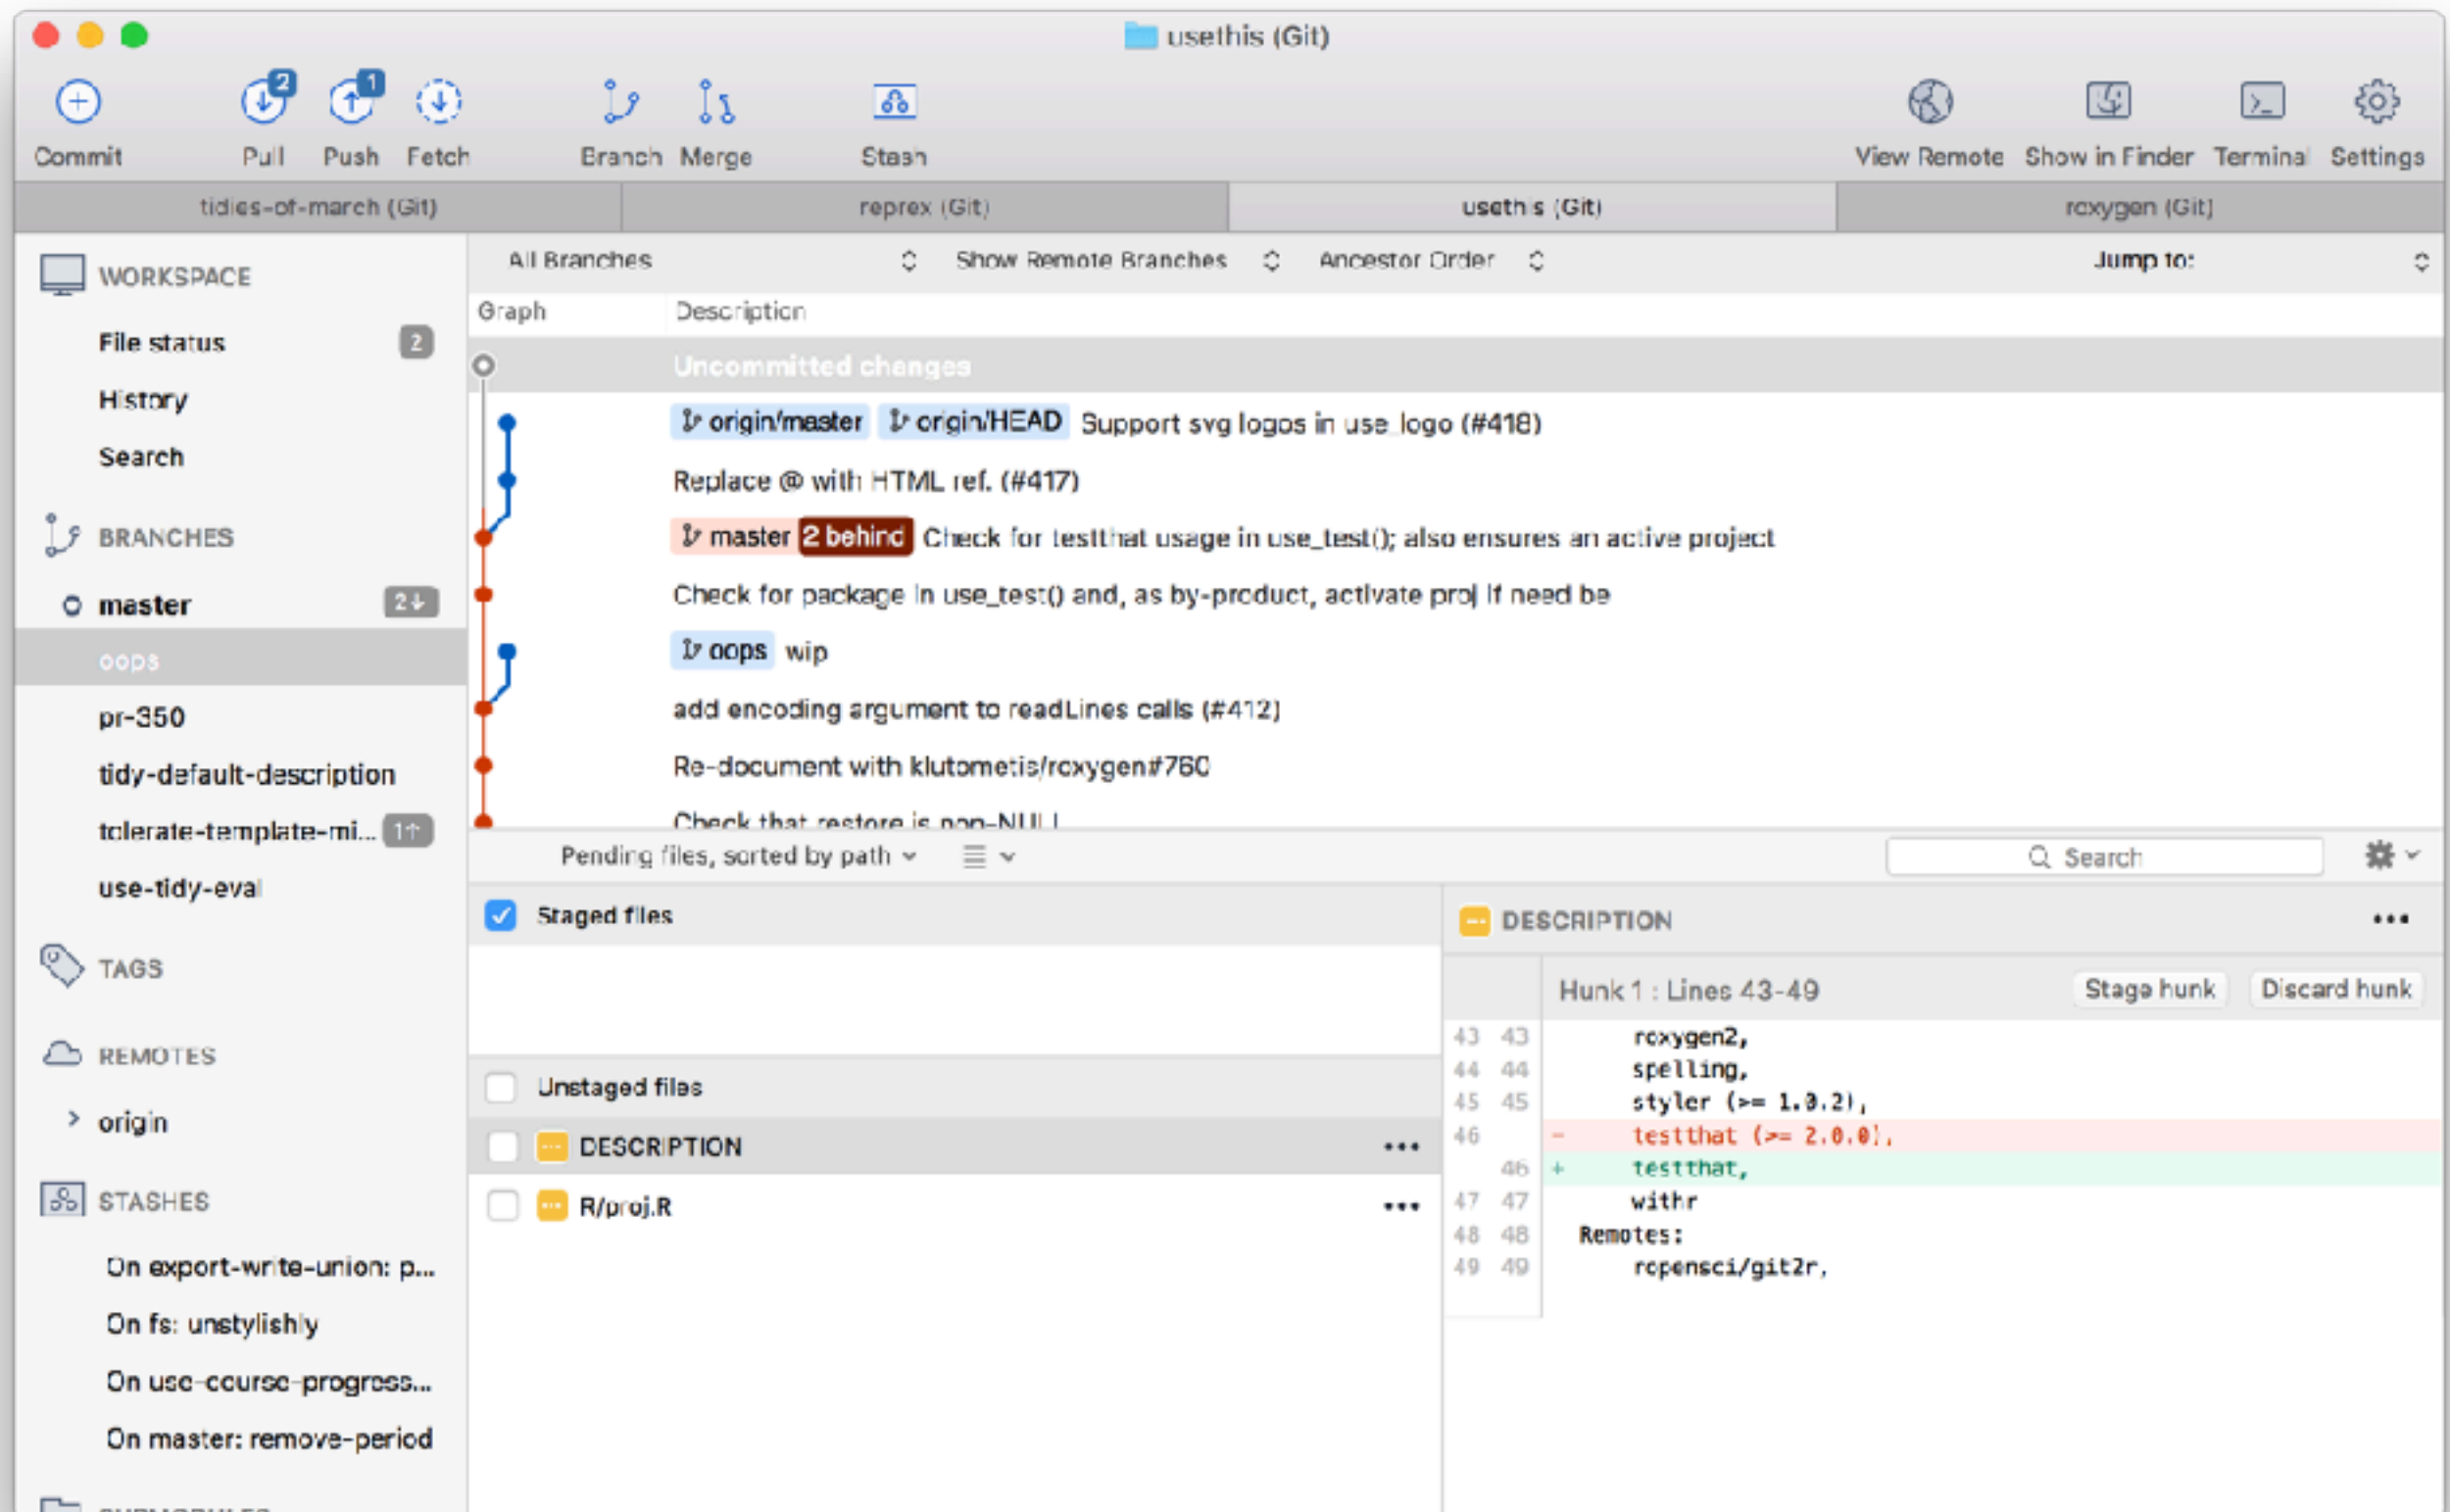 usethis (Git)
2 1
Commit Pull Push Fetch Branch Merge Stash View Remote Show in Finder Terminal Settings
tidies-of-march (Git) reprex (Git) usethis (Git) roxygen (Git)
All Branches Show Remote Branches Ancestor Order Jump to:
Graph Description
Uncommitted changes
origin/master origin/HEAD Support svg logos in use_logo (#418)
Replace @ with HTML ref. (#417)
master 2 behind Check for testthat usage in use_test(); also ensures an active project
Check for package in use_test() and, as by-product, activate proj if need be
oops wip
add encoding argument to readLines calls (#412)
Re-document with klutometis/roxygen#760
Check that restore is non-NULL
WORKSPACE
File status 2
History
Search
BRANCHES
master 2↓
oops
pr-350
tidy-default-description
tolerate-template-mi... 1↑
use-tidy-eval
TAGS
REMOTES
origin
STASHES
On export-write-union: p...
On fs: unstylishly
On use-course-progress...
On master: remove-period
SUBMODULES
Pending files, sorted by path Search
Staged files
Unstaged files
DESCRIPTION
R/proj.R
DESCRIPTION
Hunk 1 : Lines 43-49 Stage hunk Discard hunk
43 43 roxygen2,
44 44 spelling,
45 45 styler (>= 1.0.2),
46 - testthat (>= 2.0.0),
46 + testthat,
47 47 withr
48 48 Remotes:
49 49 ropensci/git2r,